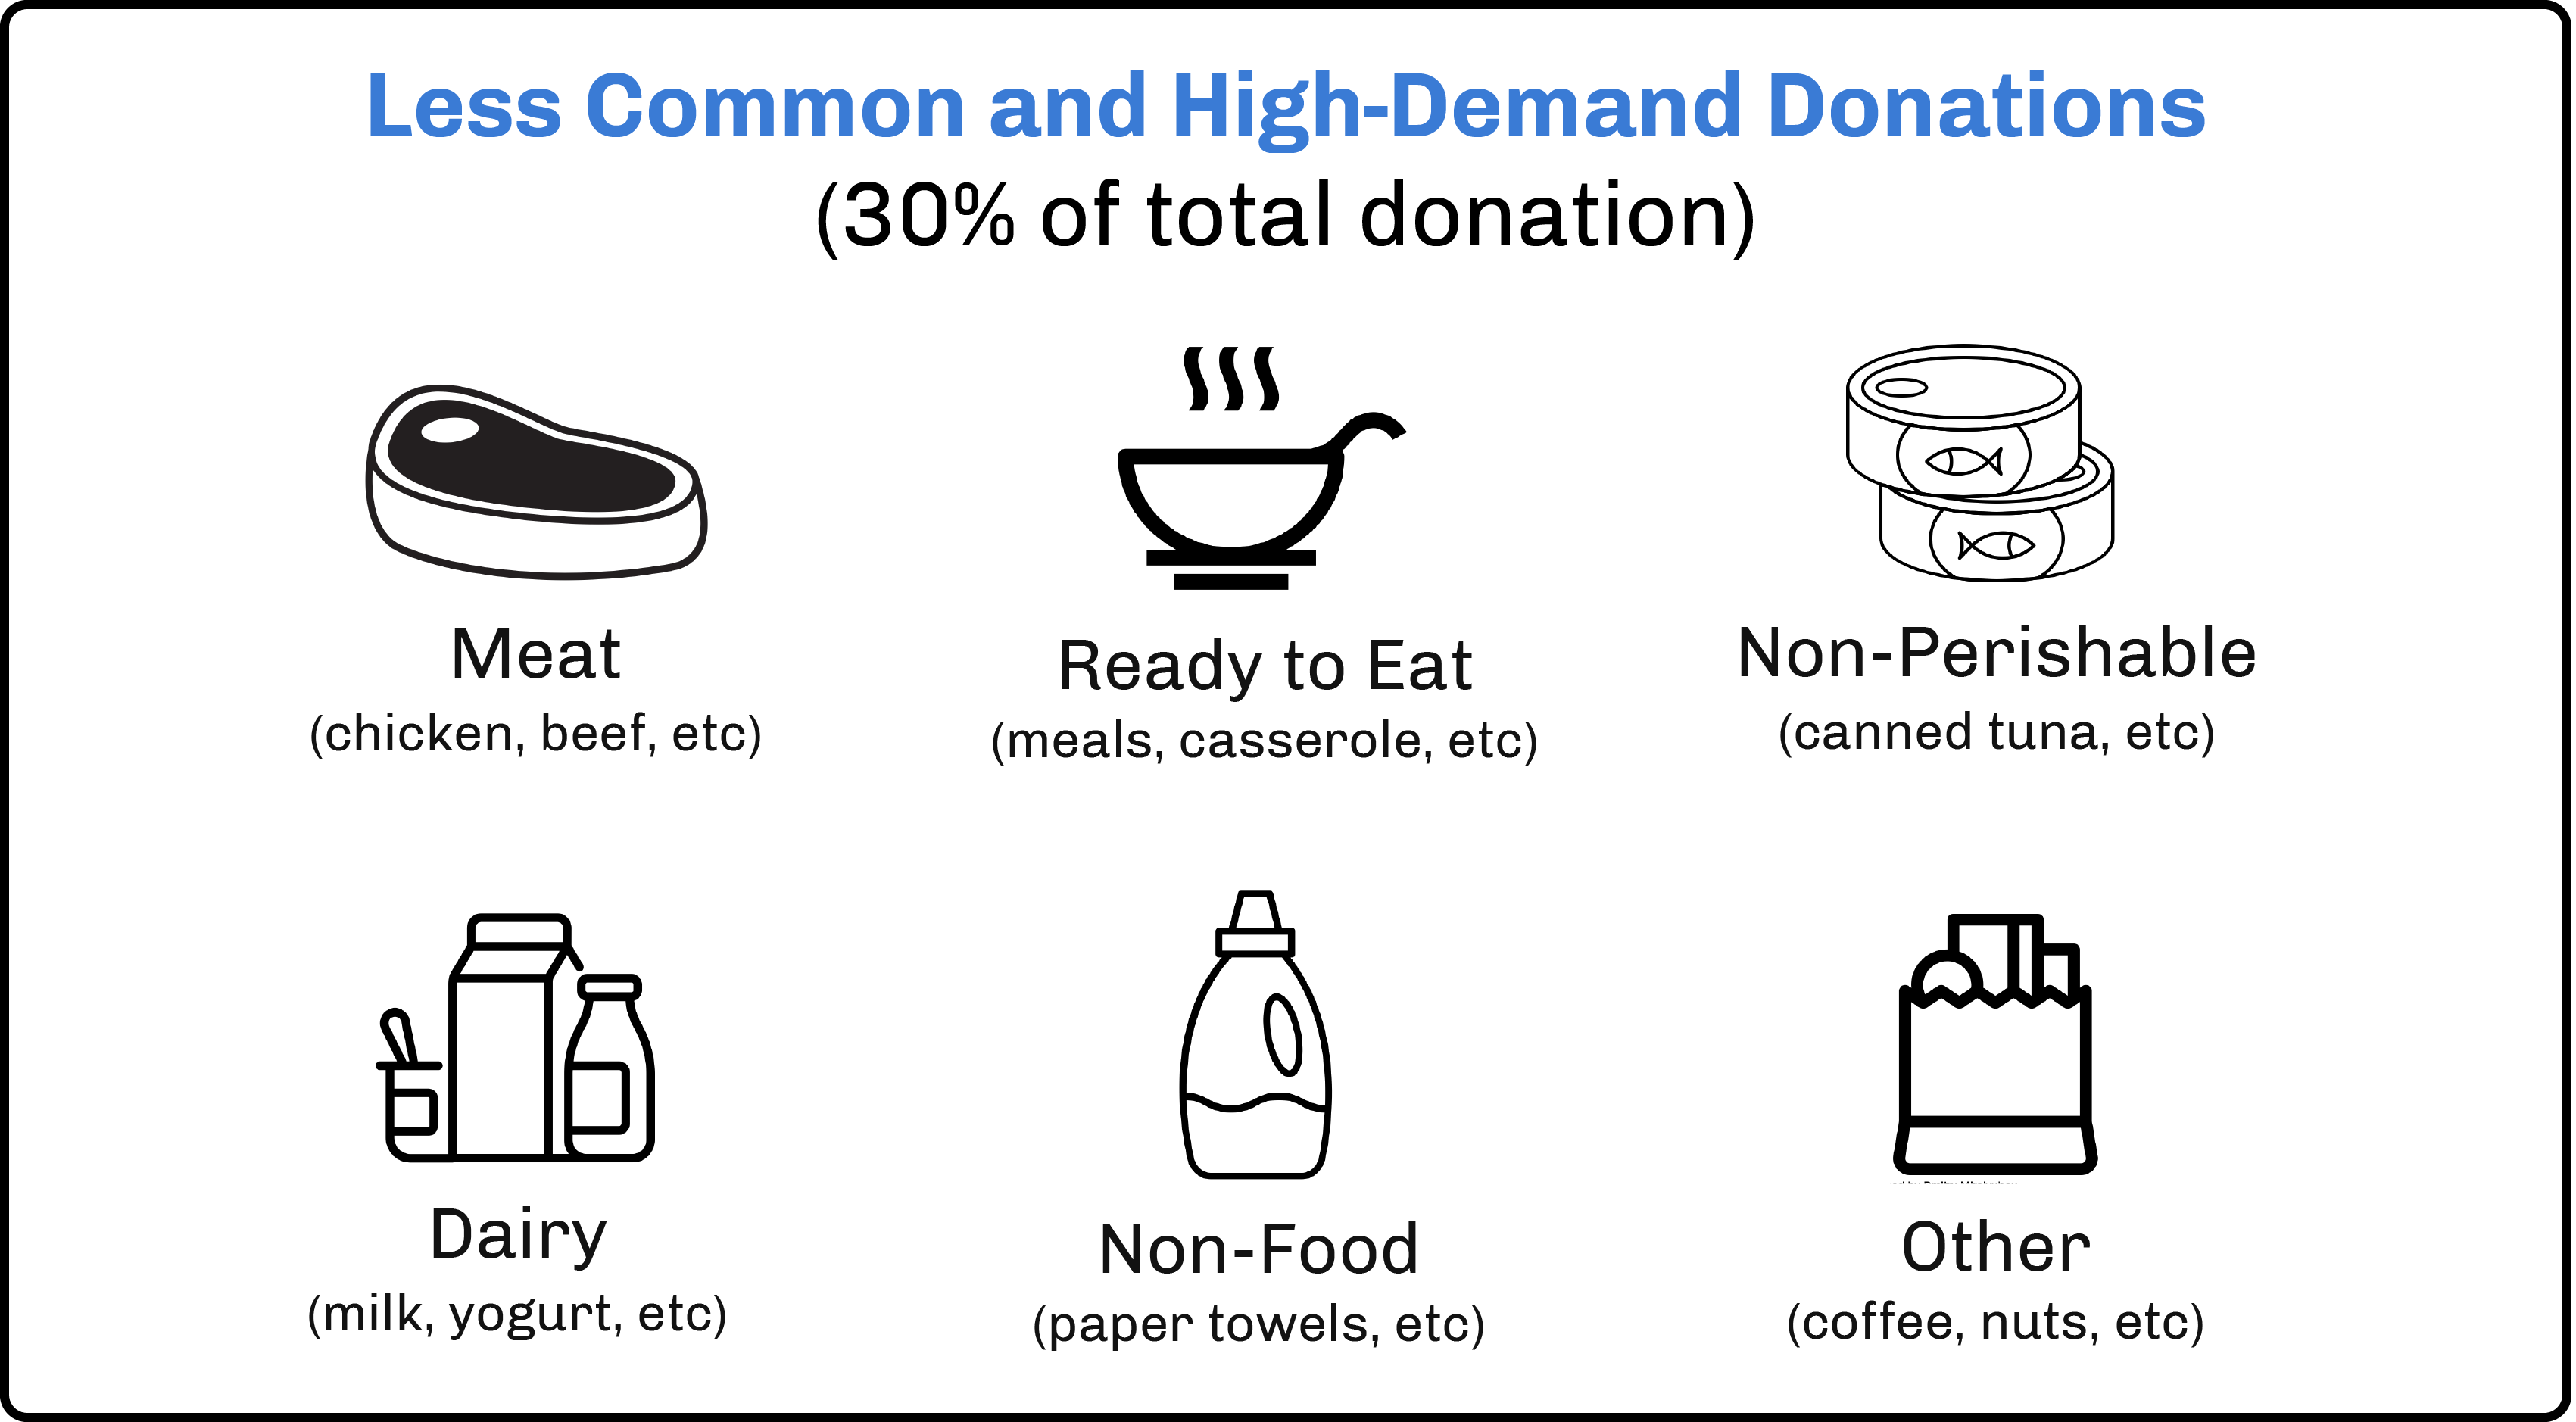 Less Common and High-Demand Donations
(30% of total donation)
Meat
(chicken, beef, etc)
Ready to Eat
(meals, casserole, etc)
Non-Perishable
(canned tuna, etc)
Dairy
(milk, yogurt, etc)
Non-Food
(paper towels, etc)
Other
(coffee, nuts, etc)